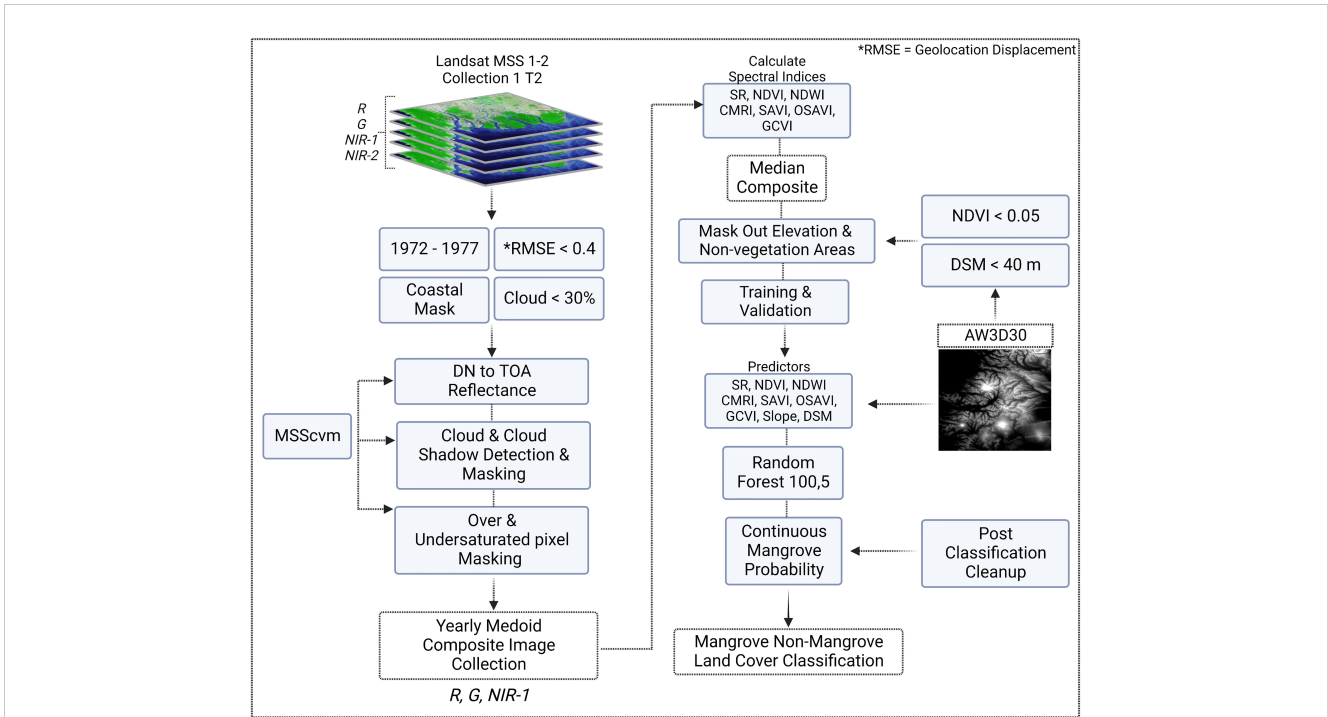 *RMSE = Geolocation Displacement
Landsat MSS 1-2
Collection 1 T2
R
G
NIR-1
NIR-2
1972 - 1977
*RMSE < 0.4
Coastal
Mask
Cloud < 30%
DN to TOA
Reflectance
MSScvm
Cloud & Cloud
Shadow Detection &
Masking
Over &
Undersaturated pixel
Masking
Yearly Medoid
Composite Image
Collection
R, G, NIR-1
Calculate
Spectral Indices
SR, NDVI, NDWI
CMRI, SAVI, OSAVI,
GCVI
Median
Composite
Mask Out Elevation &
Non-vegetation Areas
NDVI < 0.05
DSM < 40 m
AW3D30
Training &
Validation
Predictors
SR, NDVI, NDWI
CMRI, SAVI, OSAVI,
GCVI, Slope, DSM
Random
Forest 100,5
Continuous
Mangrove
Probability
Post
Classification
Cleanup
Mangrove Non-Mangrove
Land Cover Classification